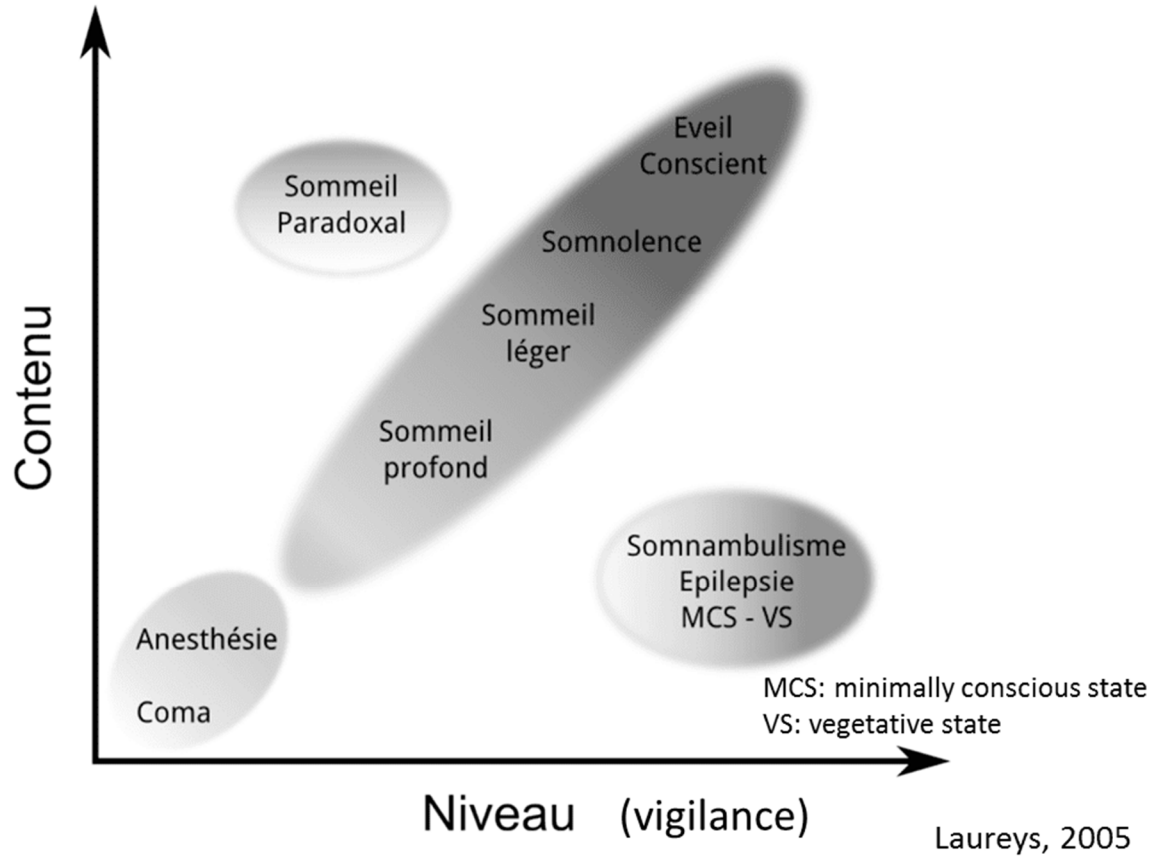 Eveil
Conscient
Sommeil
Paradoxal
Somnolence
Sommeil
léger
Sommeil
profond
Contenu
Somnambulisme
Epilepsie
MCS - VS
Anesthésie
Coma
MCS: minimally conscious state
VS: vegetative state
Niveau (vigilance)
Laureys, 2005